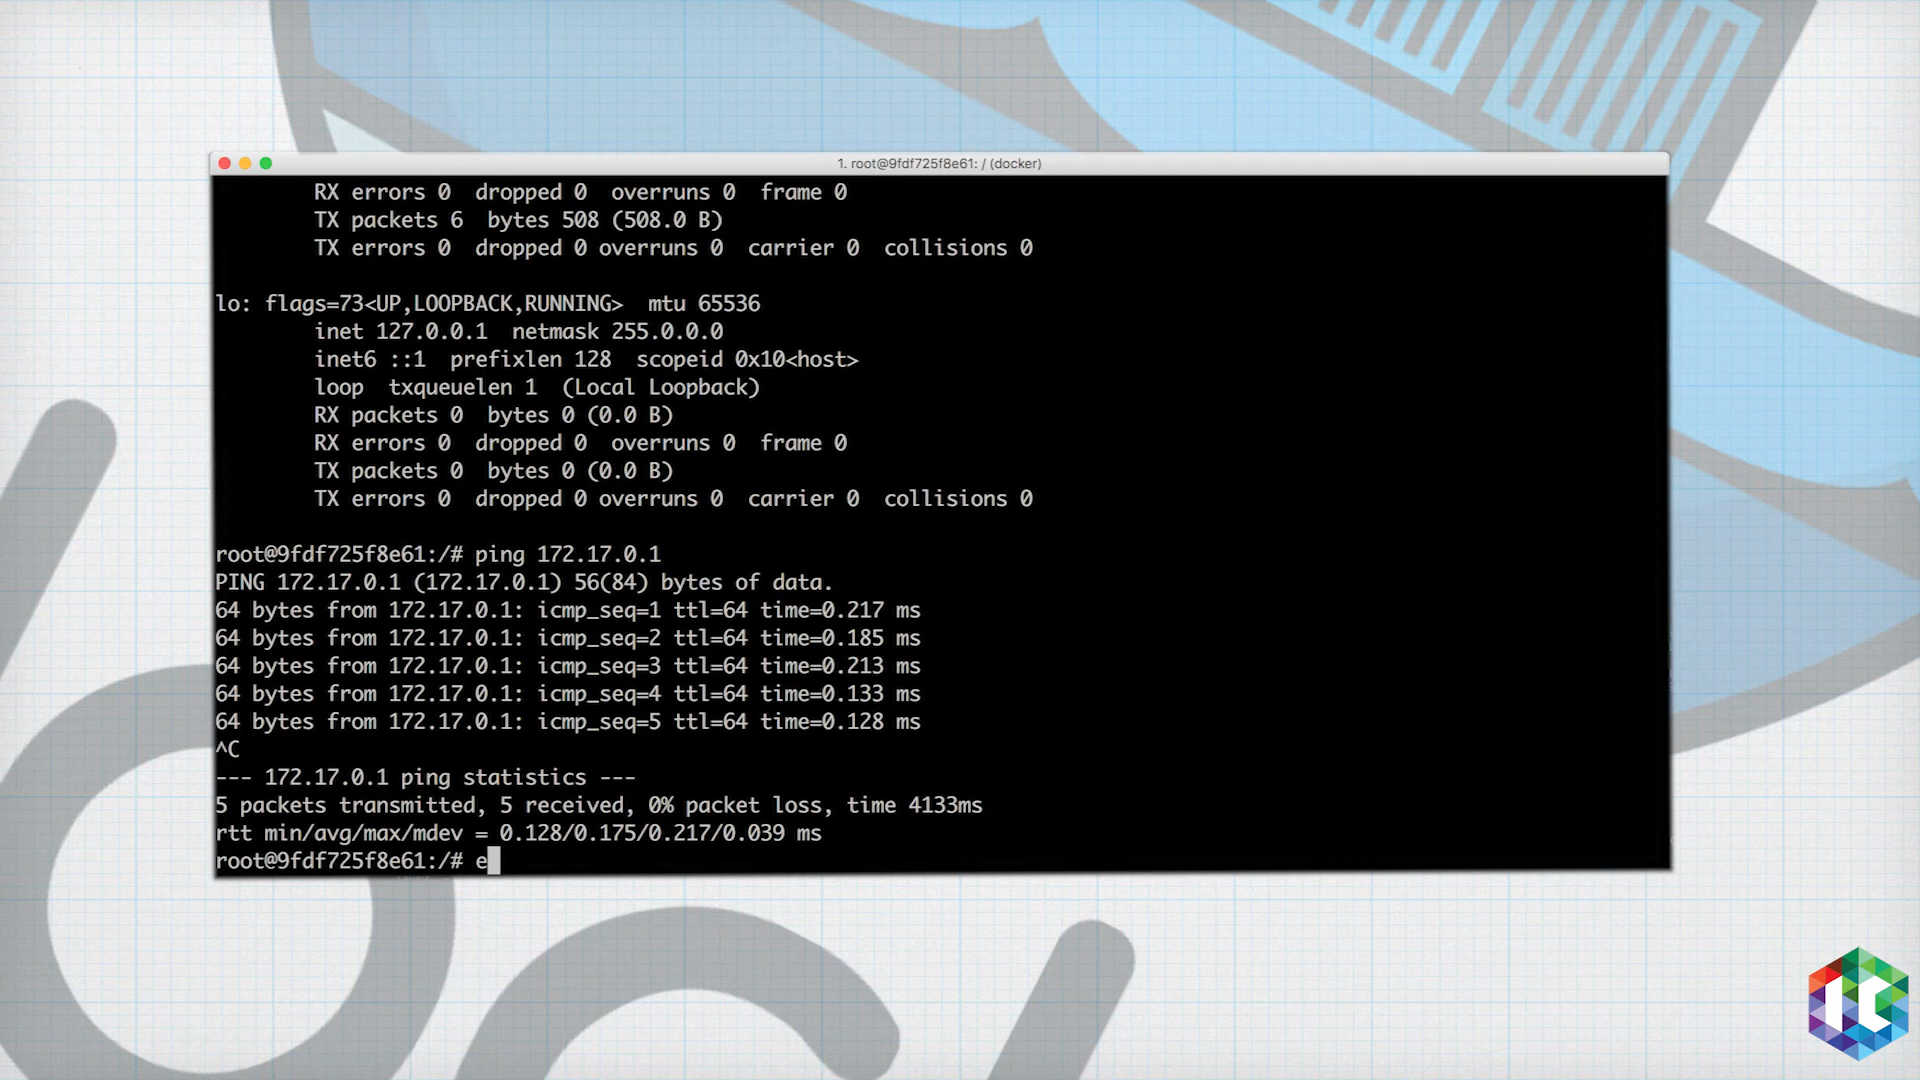 1. root@9fdf725f8e61: / (docker)
RX errors 0  dropped 0  overruns 0  frame 0
TX packets 6  bytes 508 (508.0 B)
TX errors 0  dropped 0 overruns 0  carrier 0  collisions 0
lo: flags=73<UP,LOOPBACK,RUNNING>  mtu 65536
inet 127.0.0.1  netmask 255.0.0.0
inet6 ::1  prefixlen 128  scopeid 0x10<host>
loop  txqueuelen 1  (Local Loopback)
RX packets 0  bytes 0 (0.0 B)
RX errors 0  dropped 0  overruns 0  frame 0
TX packets 0  bytes 0 (0.0 B)
TX errors 0  dropped 0 overruns 0  carrier 0  collisions 0
root@9fdf725f8e61:/# ping 172.17.0.1
PING 172.17.0.1 (172.17.0.1) 56(84) bytes of data.
64 bytes from 172.17.0.1: icmp_seq=1 ttl=64 time=0.217 ms
64 bytes from 172.17.0.1: icmp_seq=2 ttl=64 time=0.185 ms
64 bytes from 172.17.0.1: icmp_seq=3 ttl=64 time=0.213 ms
64 bytes from 172.17.0.1: icmp_seq=4 ttl=64 time=0.133 ms
64 bytes from 172.17.0.1: icmp_seq=5 ttl=64 time=0.128 ms
^C
--- 172.17.0.1 ping statistics ---
5 packets transmitted, 5 received, 0% packet loss, time 4133ms
rtt min/avg/max/mdev = 0.128/0.175/0.217/0.039 ms
root@9fdf725f8e61:/# e